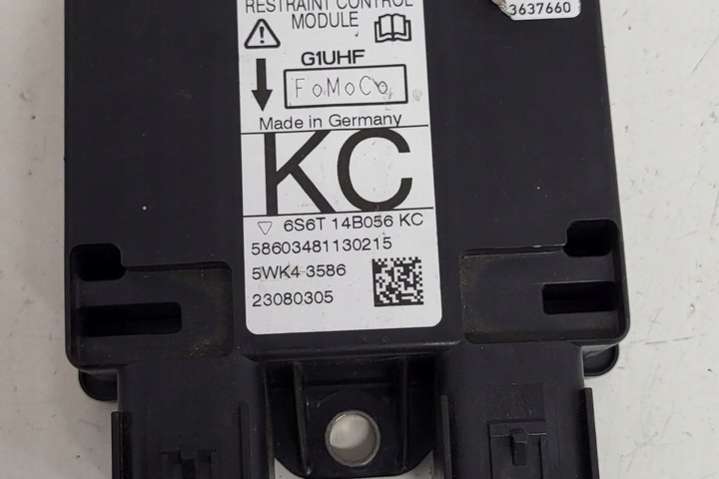 RESTRAINT CONTROL
MODULE
3637660
G1UHF
FoMoCo
Made in Germany
KC
6S6T 14B056 KC
58603481130215
5WK4 3586
23080305